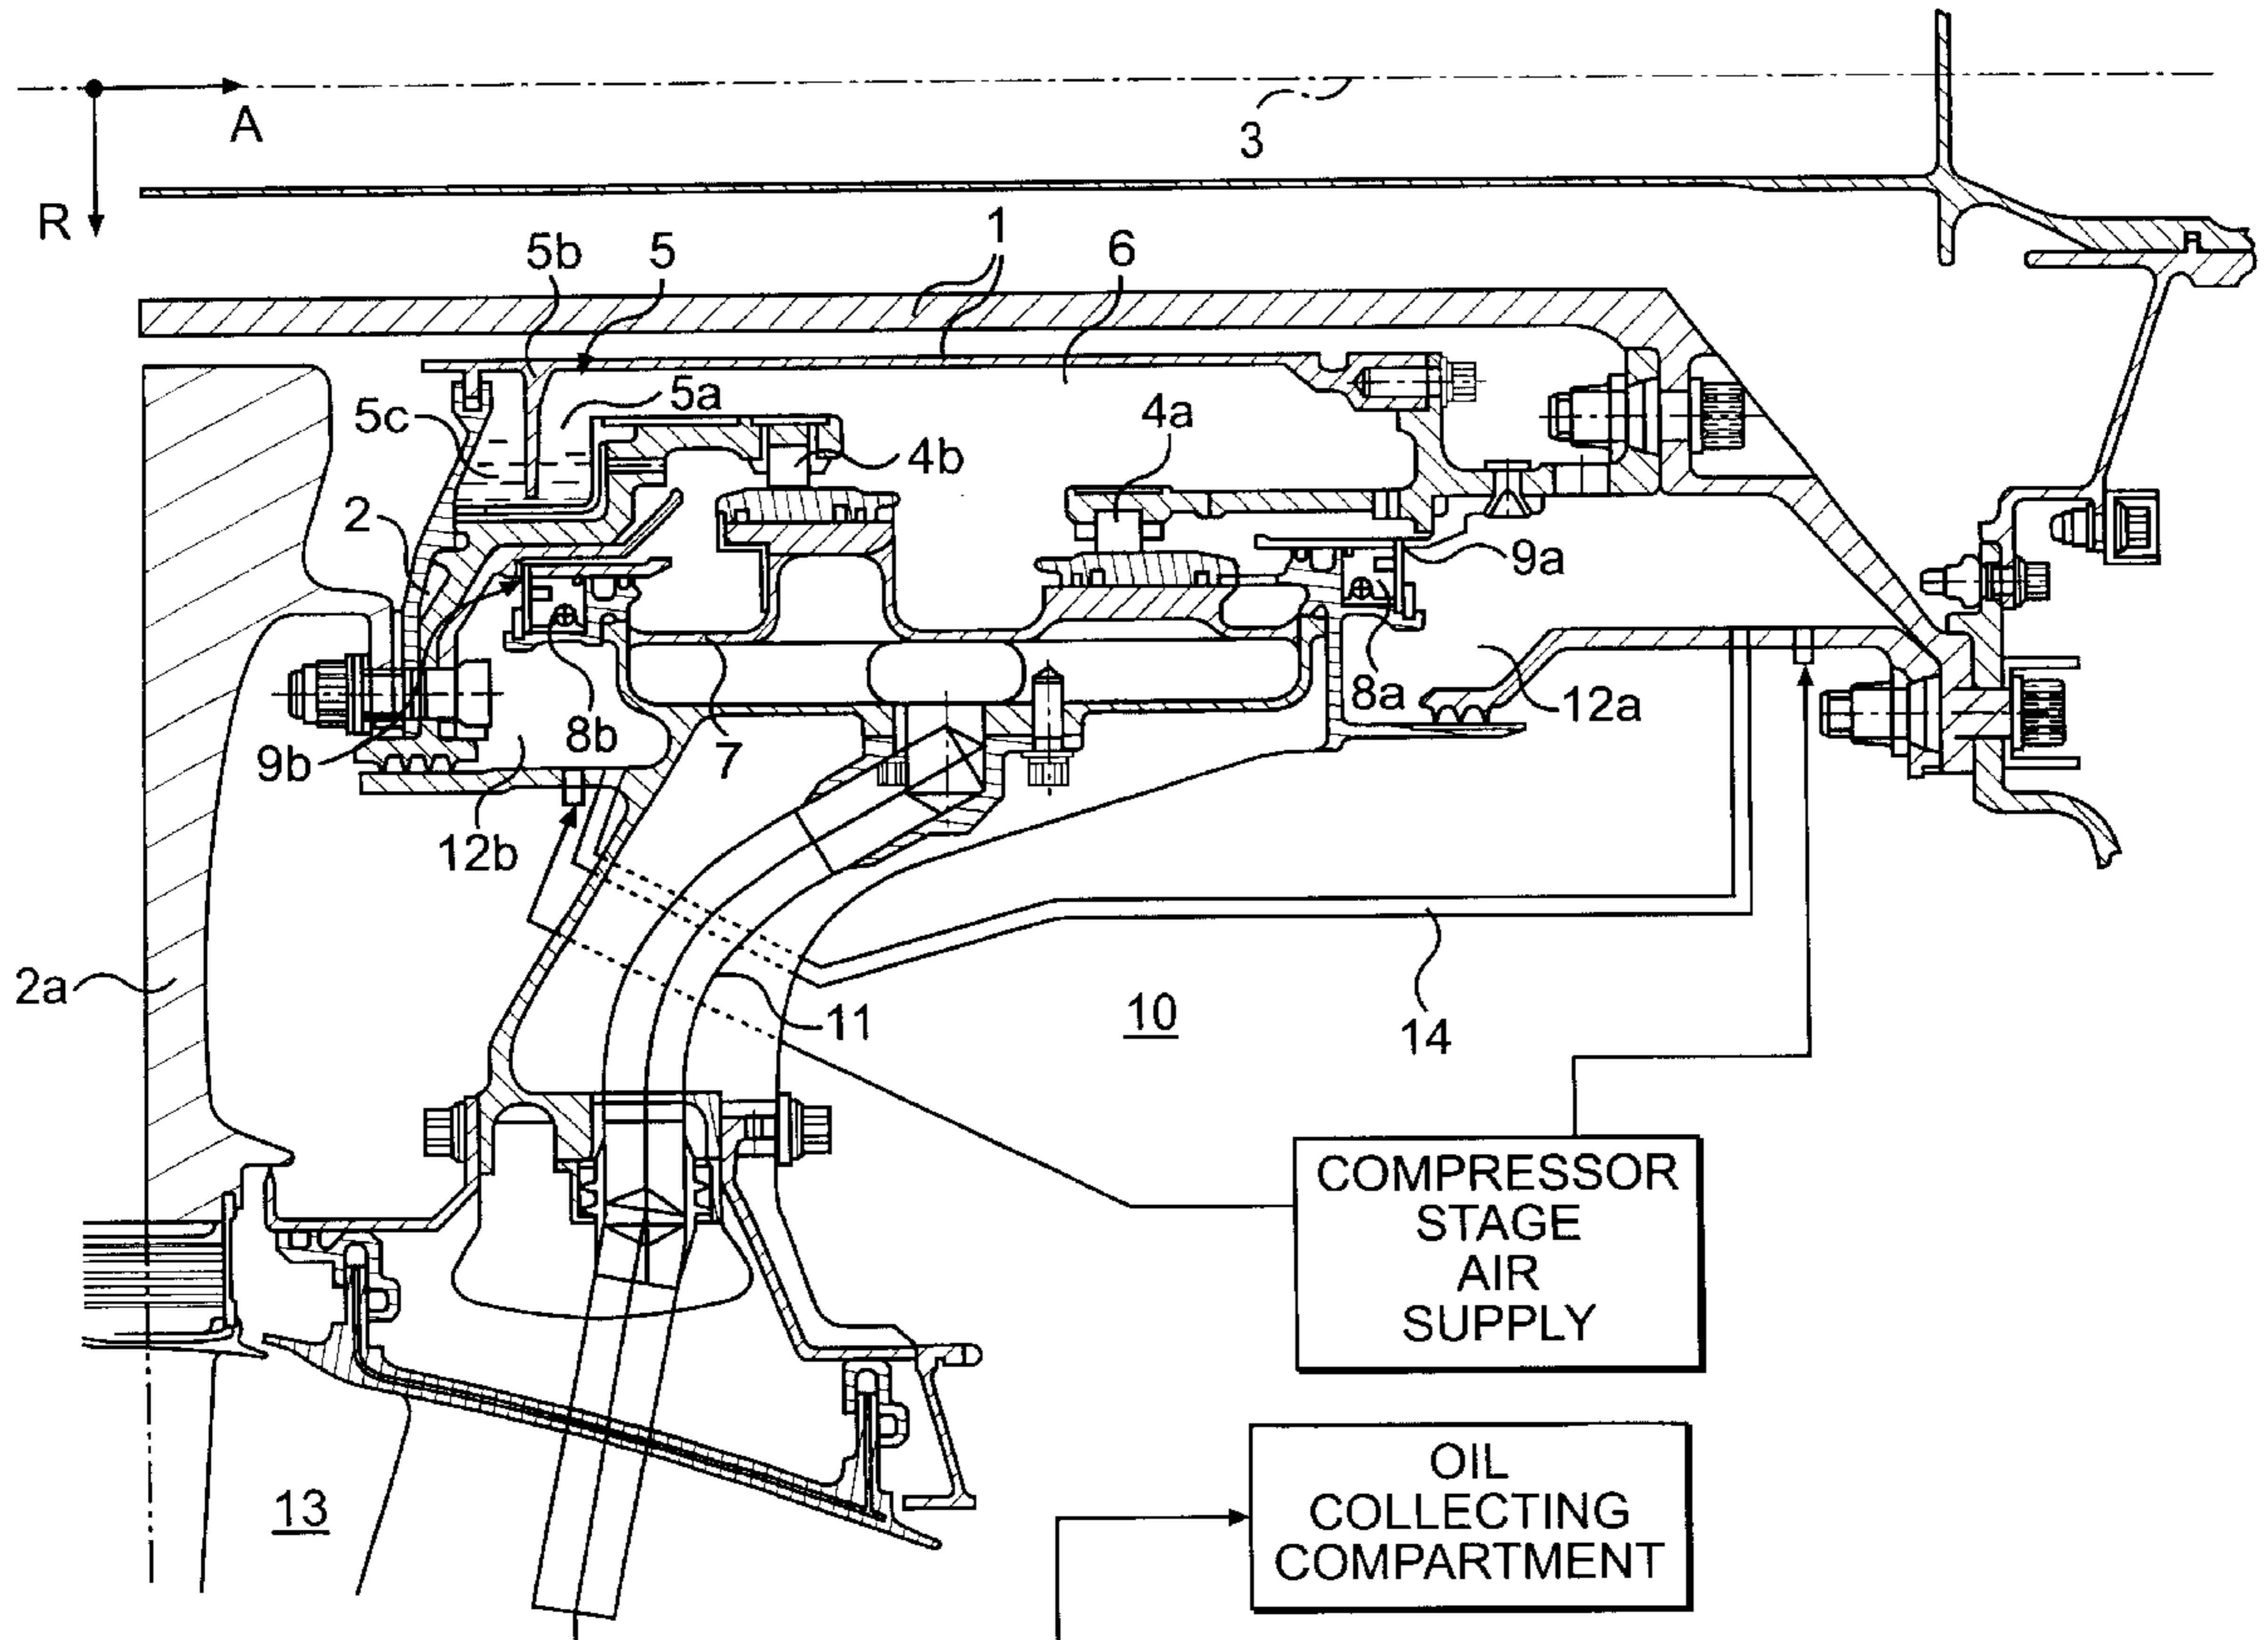 A
3
R
1
5b
5
6
5c
5a
4b
4a
2
9a
8b
8a
12a
9b
7
12b
2a
11
10
14
COMPRESSOR
STAGE
AIR
SUPPLY
OIL
COLLECTING
COMPARTMENT
13